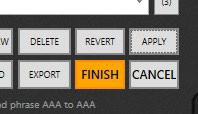 (3)
DELETE REVERT APPLY
EXPORT FINISH CANCEL
phrase AAA to AAA